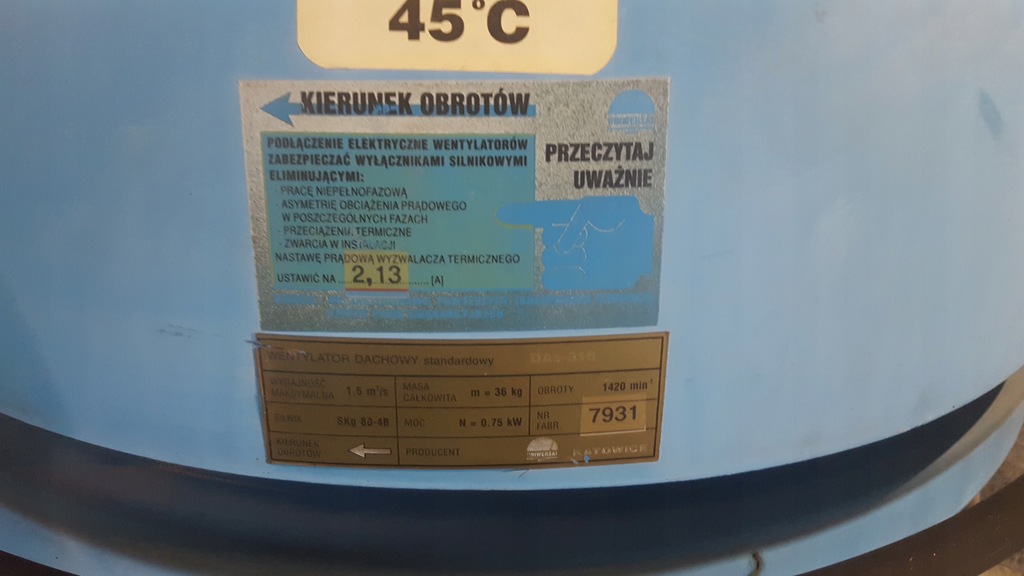 45°C
KIERUNEK OBROTÓW
UNIWERSAL
PRZECZYTAJ
UWAŻNIE
PODŁĄCZENIE ELEKTRYCZNE WENTYLATORÓW
ZABEZPIECZAĆ WYŁĄCZNIKAMI SILNIKOWYMI
ELIMINUJĄCYMI:
- PRACĘ NIEPEŁNOFAZOWĄ
- ASYMETRIĘ OBCIĄŻENIA PRĄDOWEGO
W POSZCZEGÓLNYCH FAZACH
- PRZECIĄŻENIA TERMICZNE
- ZWARCIA W INSTALACJI
NASTAWĘ PRĄDOWĄ WYZWALACZA TERMICZNEGO
USTAWIĆ NA ... 2,13 ...... [A]
WENTYLATOR DACHOWY standardowy
WYDAJNOŚĆ MAKSYMALNA 1,5 m³/s
MASA CAŁKOWITA m = 36 kg
OBROTY 1420 min⁻¹
SILNIK SKg 80-4B
MOC N = 0.75 kW
NR FABR. 7931
KIERUNEK OBROTÓW
PRODUCENT UNIWERSAL KATOWICE